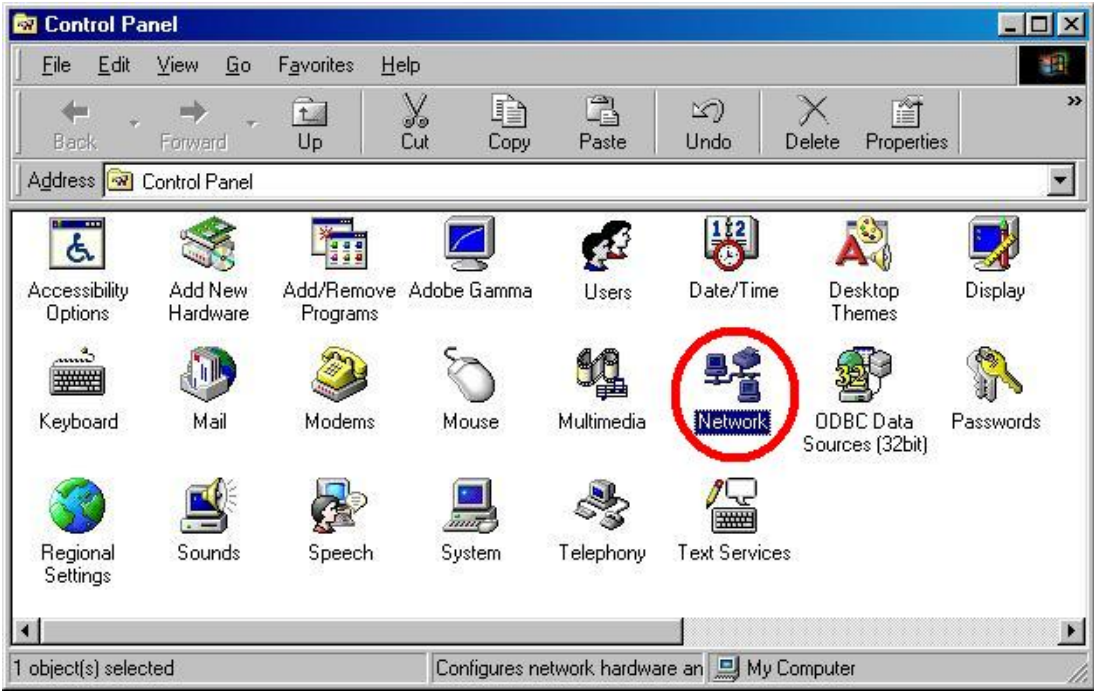 Control Panel
File Edit View Go Favorites Help
Back Forward Up Cut Copy Paste Undo Delete Properties »
Address Control Panel
1 2
Accessibility Options
Add New Hardware
Add/Remove Programs
Adobe Gamma
Users
Date/Time
Desktop Themes
Display
32
Keyboard
Mail
Modems
Mouse
Multimedia
Network
ODBC Data Sources (32bit)
Passwords
Regional Settings
Sounds
Speech
System
Telephony
Text Services
1 object(s) selected
Configures network hardware an
My Computer